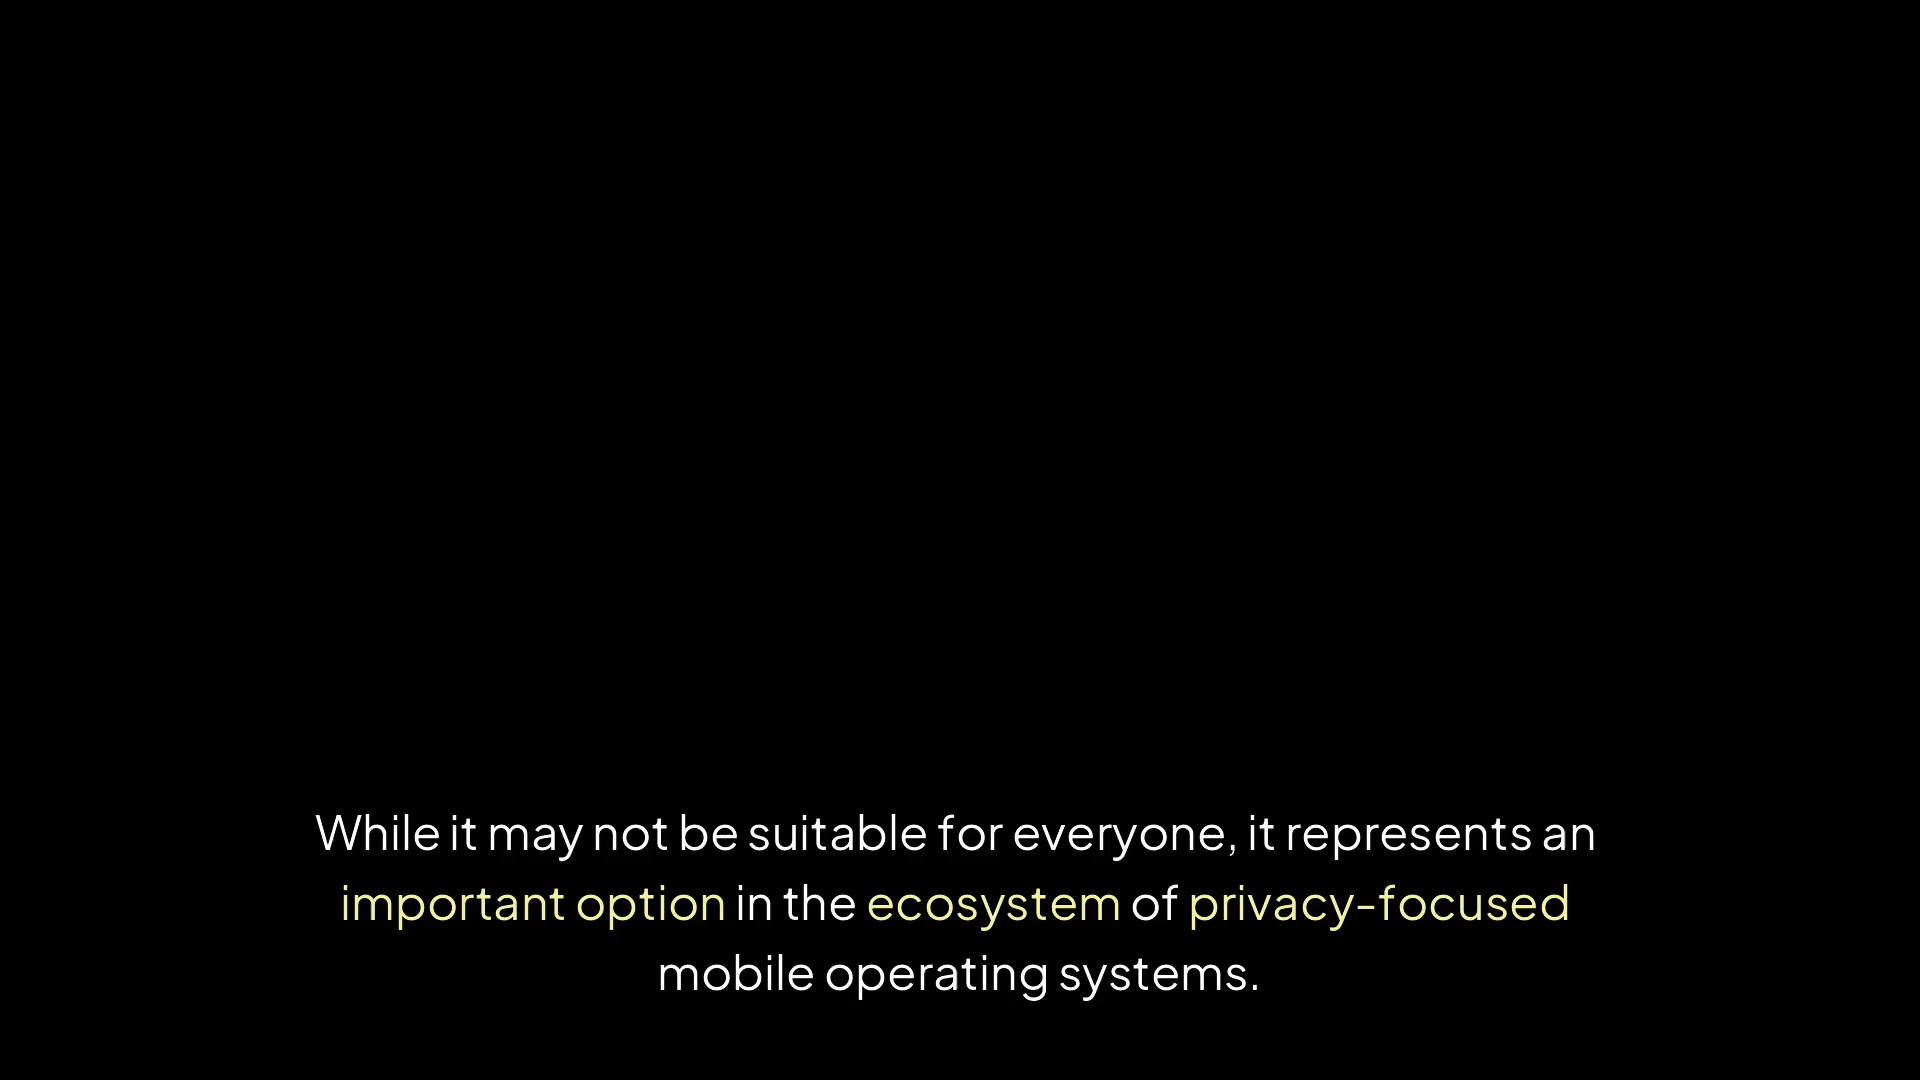 While it may not be suitable for everyone, it represents an
important option in the ecosystem of privacy-focused
mobile operating systems.